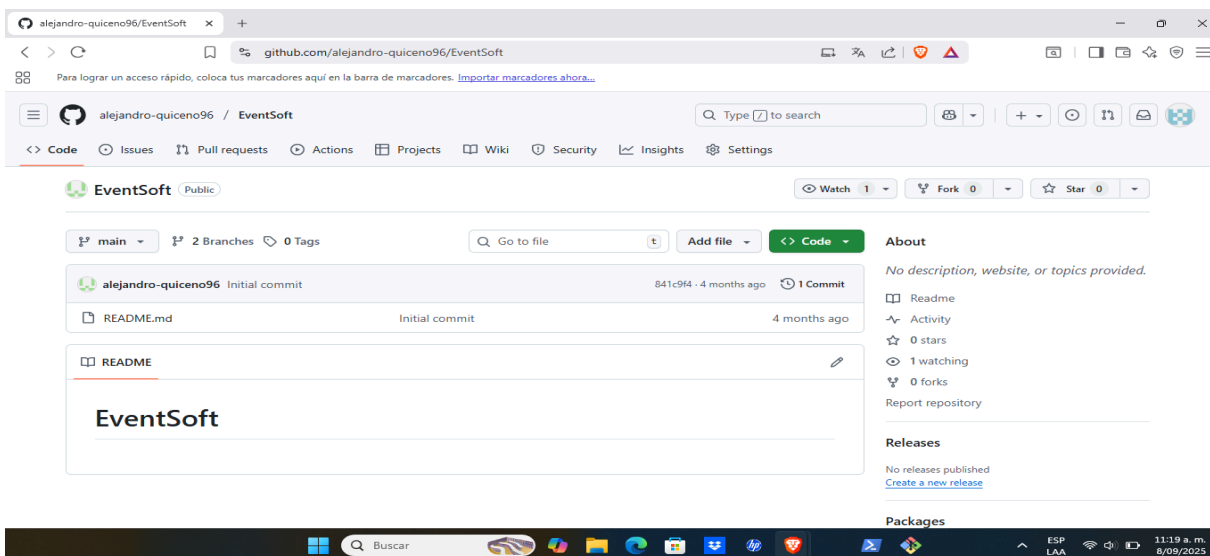 alejandro-quiceno96/EventSoft
github.com/alejandro-quiceno96/EventSoft
Para lograr un acceso rápido, coloca tus marcadores aquí en la barra de marcadores. Importar marcadores ahora...
alejandro-quiceno96 / EventSoft
Type / to search
<> Code Issues Pull requests Actions Projects Wiki Security Insights Settings
EventSoft Public
Watch 1 Fork 0 Star 0
main 2 Branches 0 Tags Go to file t Add file <> Code
About
alejandro-quiceno96 Initial commit 841c9f4 · 4 months ago 1 Commit
README.md Initial commit 4 months ago
No description, website, or topics provided.
Readme
Activity
0 stars
1 watching
0 forks
Report repository
README
EventSoft
Releases
No releases published
Create a new release
Packages
Buscar
hp
ESP
LAA
11:19 a. m.
8/09/2025